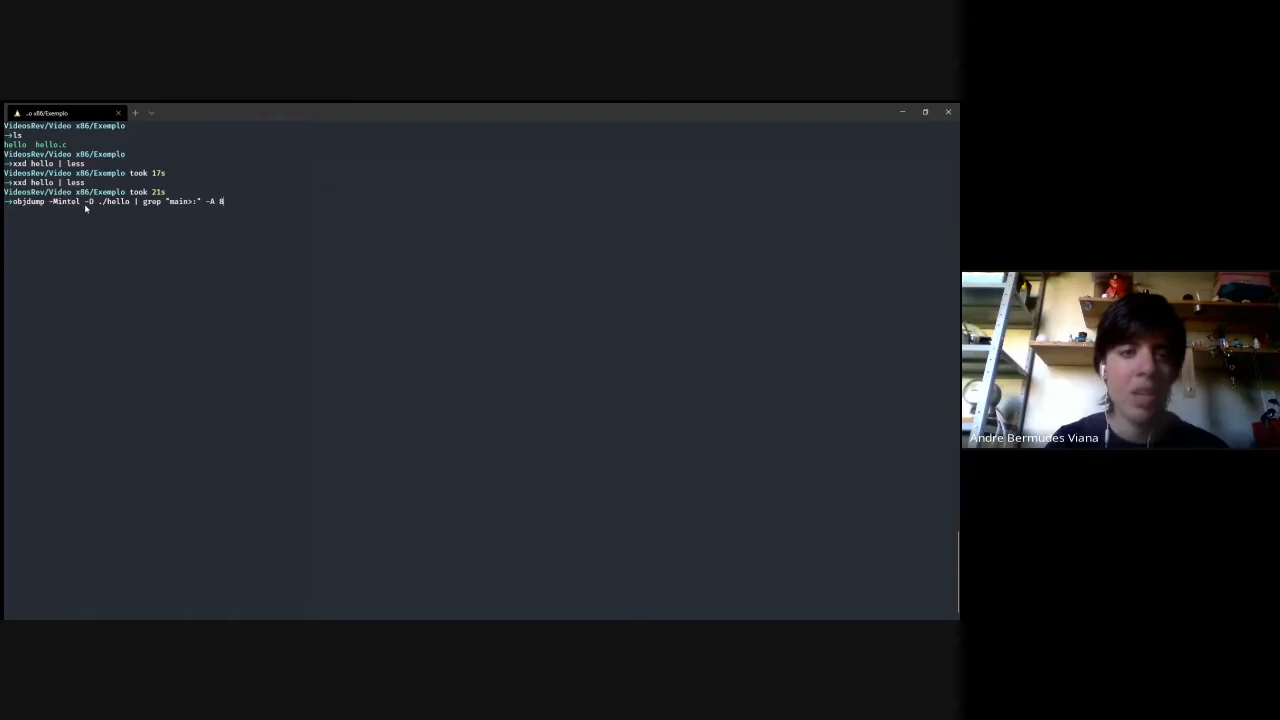 ..o x86/Exemplo
VideosRev/Video x86/Exemplo
→ls
hello hello.c
VideosRev/Video x86/Exemplo
→xxd hello | less
VideosRev/Video x86/Exemplo took 17s
→xxd hello | less
VideosRev/Video x86/Exemplo took 21s
→objdump -Mintel -D ./hello | grep "main>:" -A 8
Andre Bermudes Viana